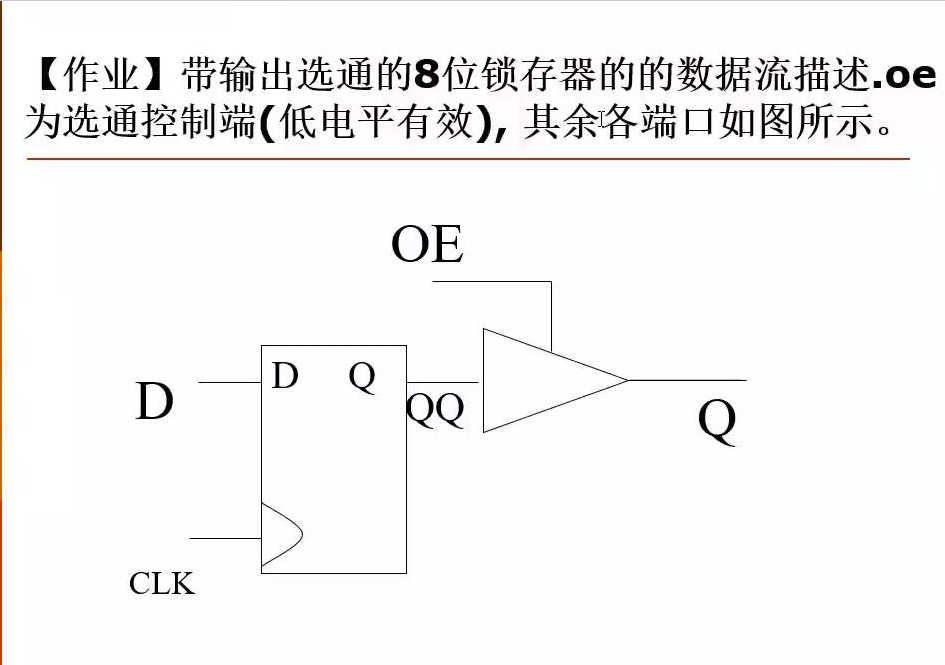 【作业】带输出选通的8位锁存器的的数据流描述.oe
为选通控制端(低电平有效), 其余各端口如图所示。
OE
D Q
D
QQ
Q
CLK